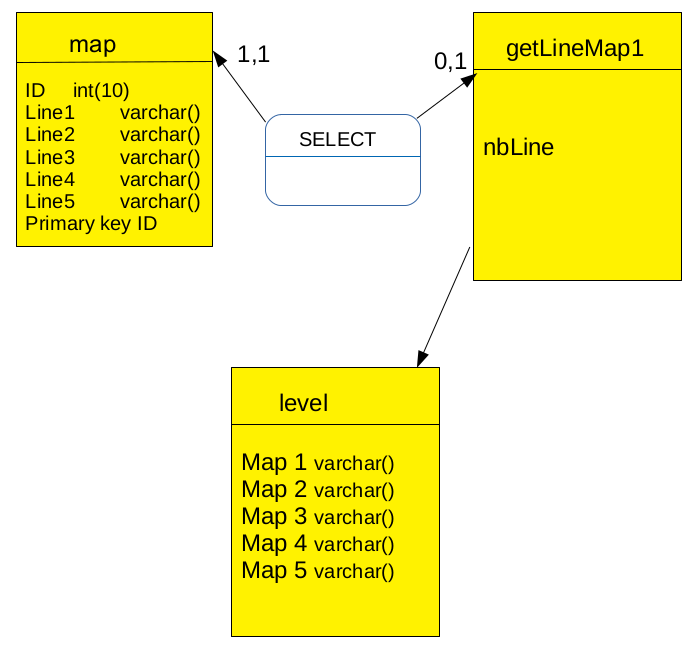 map
ID int(10)
Line1 varchar()
Line2 varchar()
Line3 varchar()
Line4 varchar()
Line5 varchar()
Primary key ID
1,1
SELECT
0,1
getLineMap1
nbLine
level
Map 1 varchar()
Map 2 varchar()
Map 3 varchar()
Map 4 varchar()
Map 5 varchar()